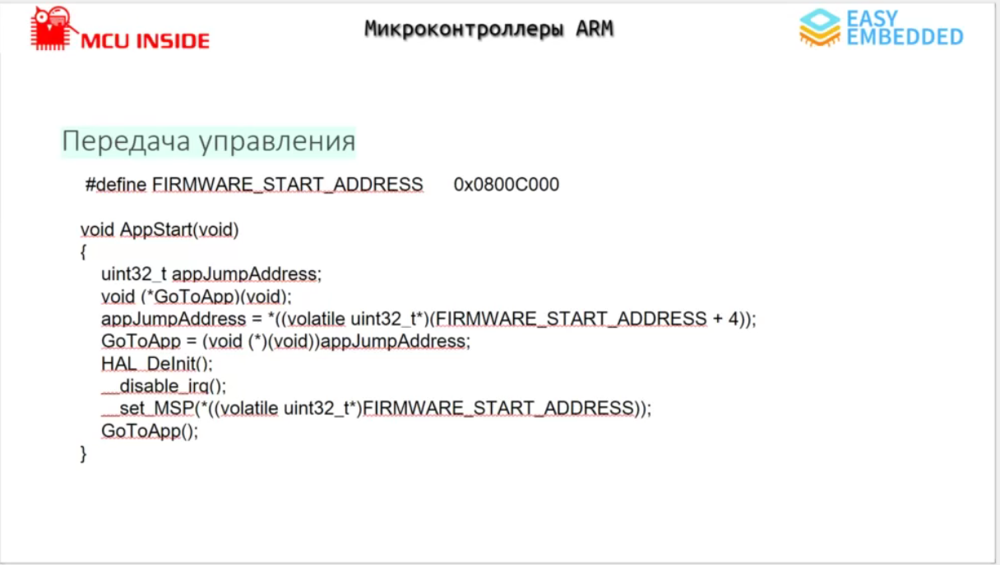 MCU INSIDE
Микроконтроллеры ARM
EASY
EMBEDDED
Передача управления
#define FIRMWARE_START_ADDRESS 0x0800C000
void AppStart(void)
{
uint32_t appJumpAddress;
void (*GoToApp)(void);
appJumpAddress = *((volatile uint32_t*)(FIRMWARE_START_ADDRESS + 4));
GoToApp = (void (*)(void))appJumpAddress;
HAL_DeInit();
__disable_irq();
__set_MSP(*((volatile uint32_t*)FIRMWARE_START_ADDRESS));
GoToApp();
}